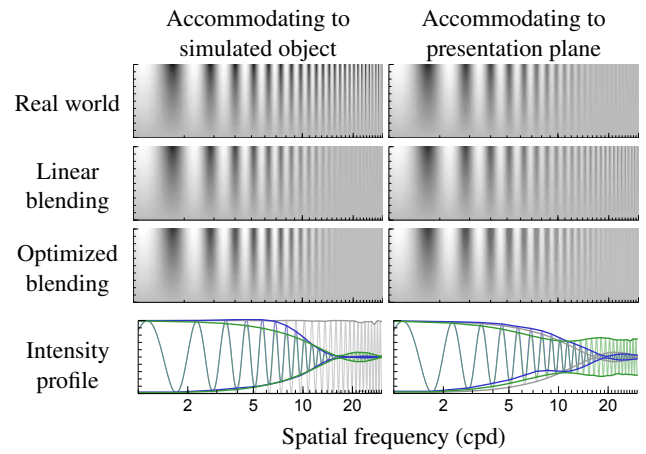 Accommodating to
simulated object
Accommodating to
presentation plane
Real world
Linear
blending
Optimized
blending
Intensity
profile
2 5 10 20
2 5 10 20
Spatial frequency (cpd)